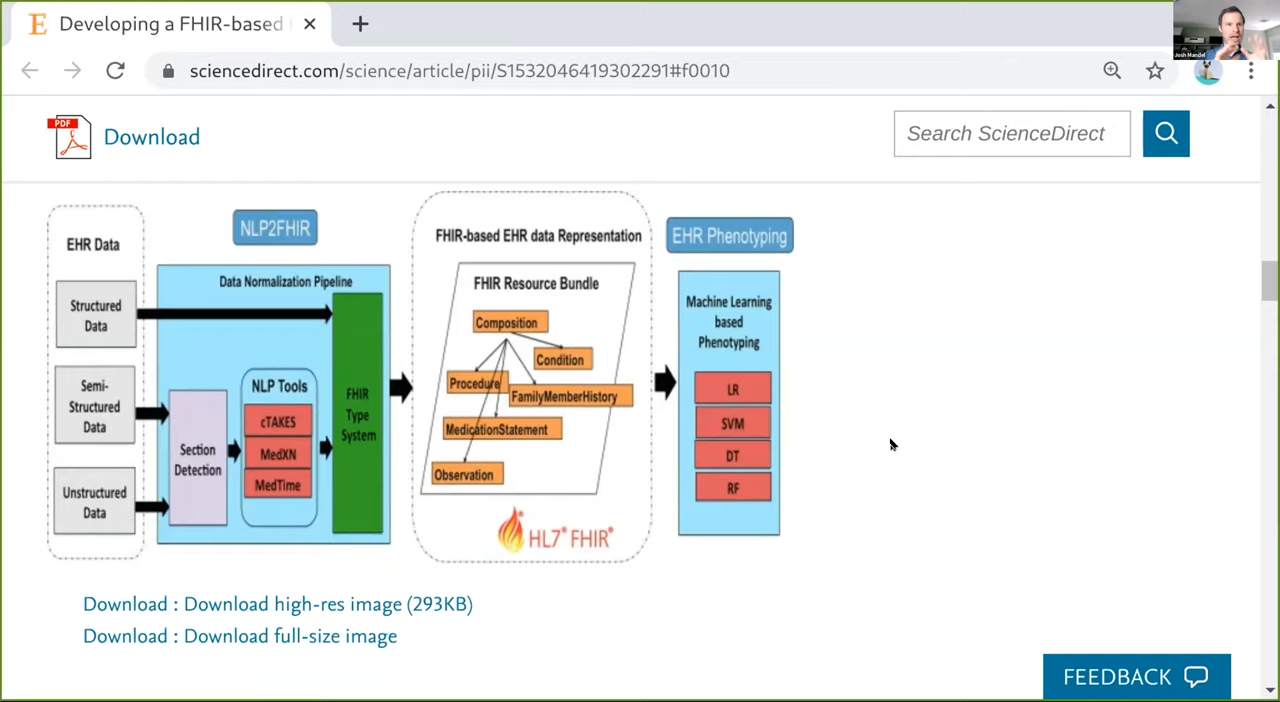 Developing a FHIR-based
Josh Mandel
sciencedirect.com/science/article/pii/S1532046419302291#f0010
PDF
Download
Search ScienceDirect
EHR Data
Structured
Data
Semi-
Structured
Data
Unstructured
Data
NLP2FHIR
Data Normalization Pipeline
Section
Detection
NLP Tools
cTAKES
MedXN
MedTime
FHIR
Type
System
FHIR-based EHR data Representation
FHIR Resource Bundle
Composition
Condition
Procedure
FamilyMemberHistory
MedicationStatement
Observation
HL7® FHIR®
EHR Phenotyping
Machine Learning
based
Phenotyping
LR
SVM
DT
RF
Download : Download high-res image (293KB)
Download : Download full-size image
FEEDBACK